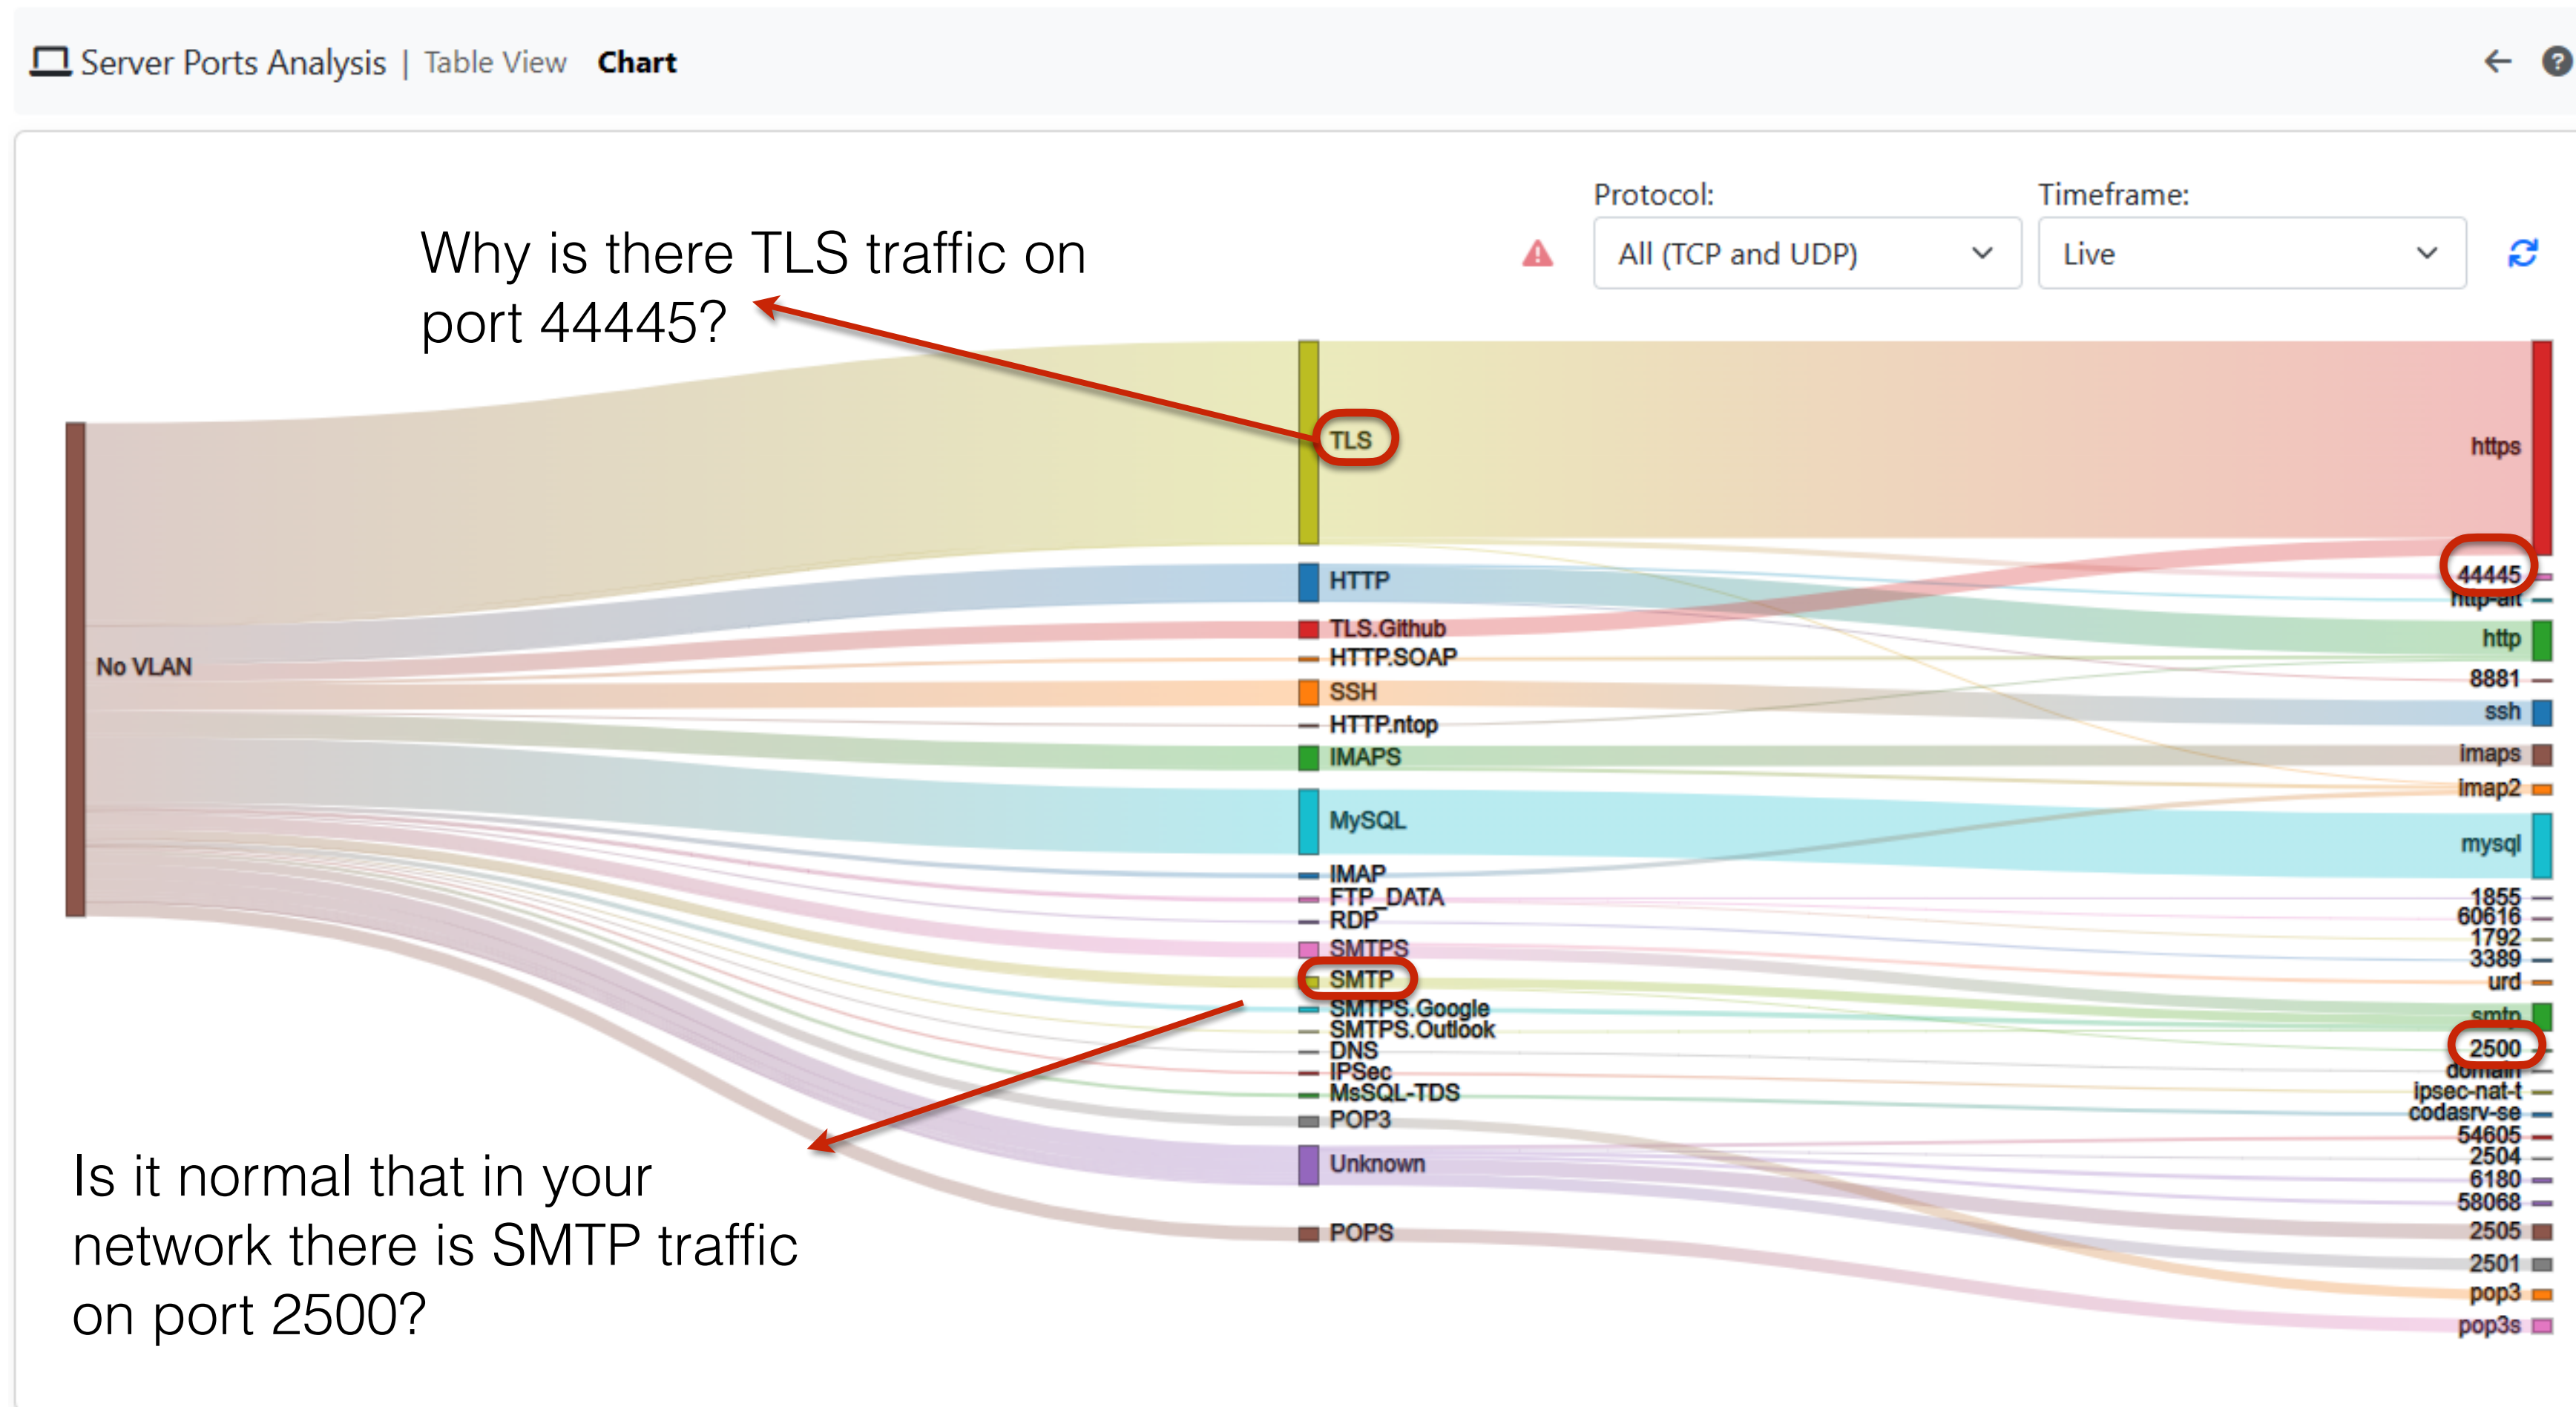 Server Ports Analysis | Table View Chart
Protocol:
Timeframe:
All (TCP and UDP)
Live
Why is there TLS traffic on
port 44445?
No VLAN
TLS
HTTP
TLS.Github
HTTP.SOAP
SSH
HTTP.ntop
IMAPS
MySQL
IMAP
FTP_DATA
RDP
SMTPS
SMTP
SMTPS.Google
SMTPS.Outlook
DNS
IPSec
MsSQL-TDS
POP3
Unknown
POPS
https
44445
http-alt
http
8881
ssh
imaps
imap2
mysql
1855
60616
1792
3389
urd
smtp
2500
domain
ipsec-nat-t
codasrv-se
54605
2504
6180
58068
2505
2501
pop3
pop3s
Is it normal that in your
network there is SMTP traffic
on port 2500?